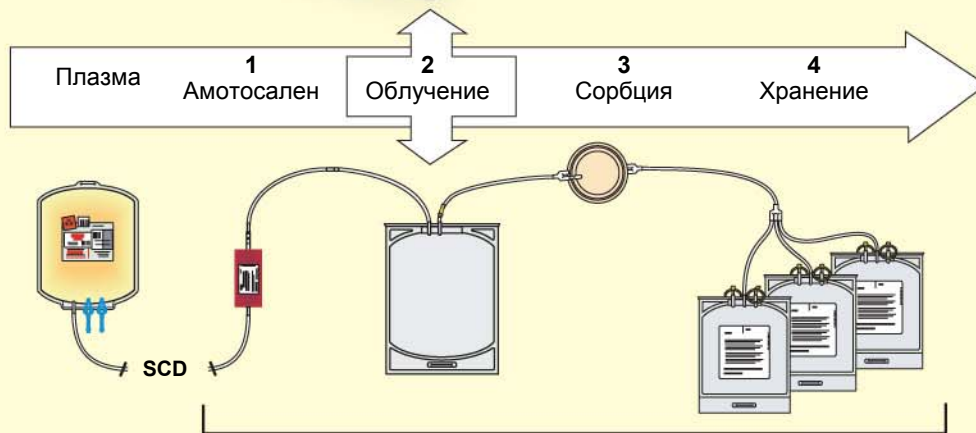 Плазма
1
Амотосален
2
Облучение
3
Сорбция
4
Хранение
SCD